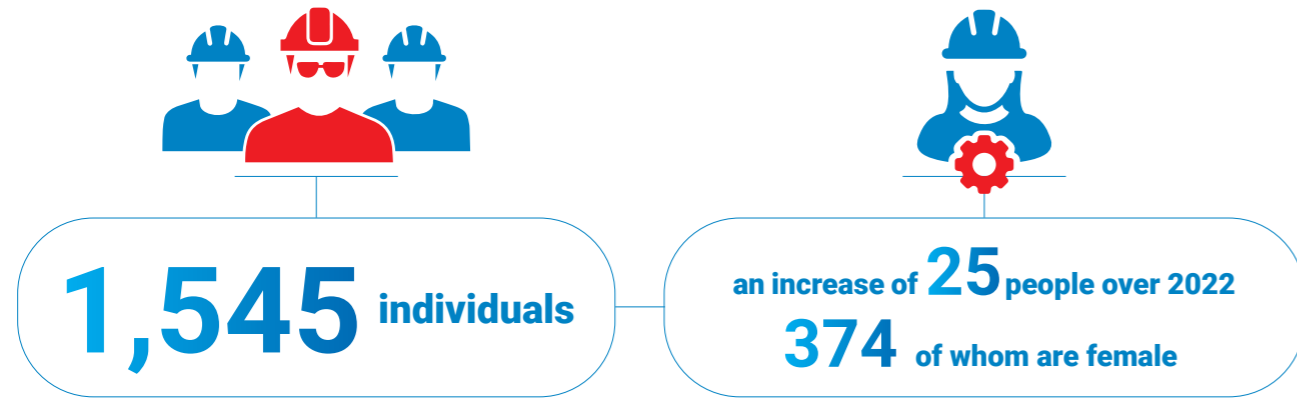 1,545 individuals
an increase of 25 people over 2022
374 of whom are female